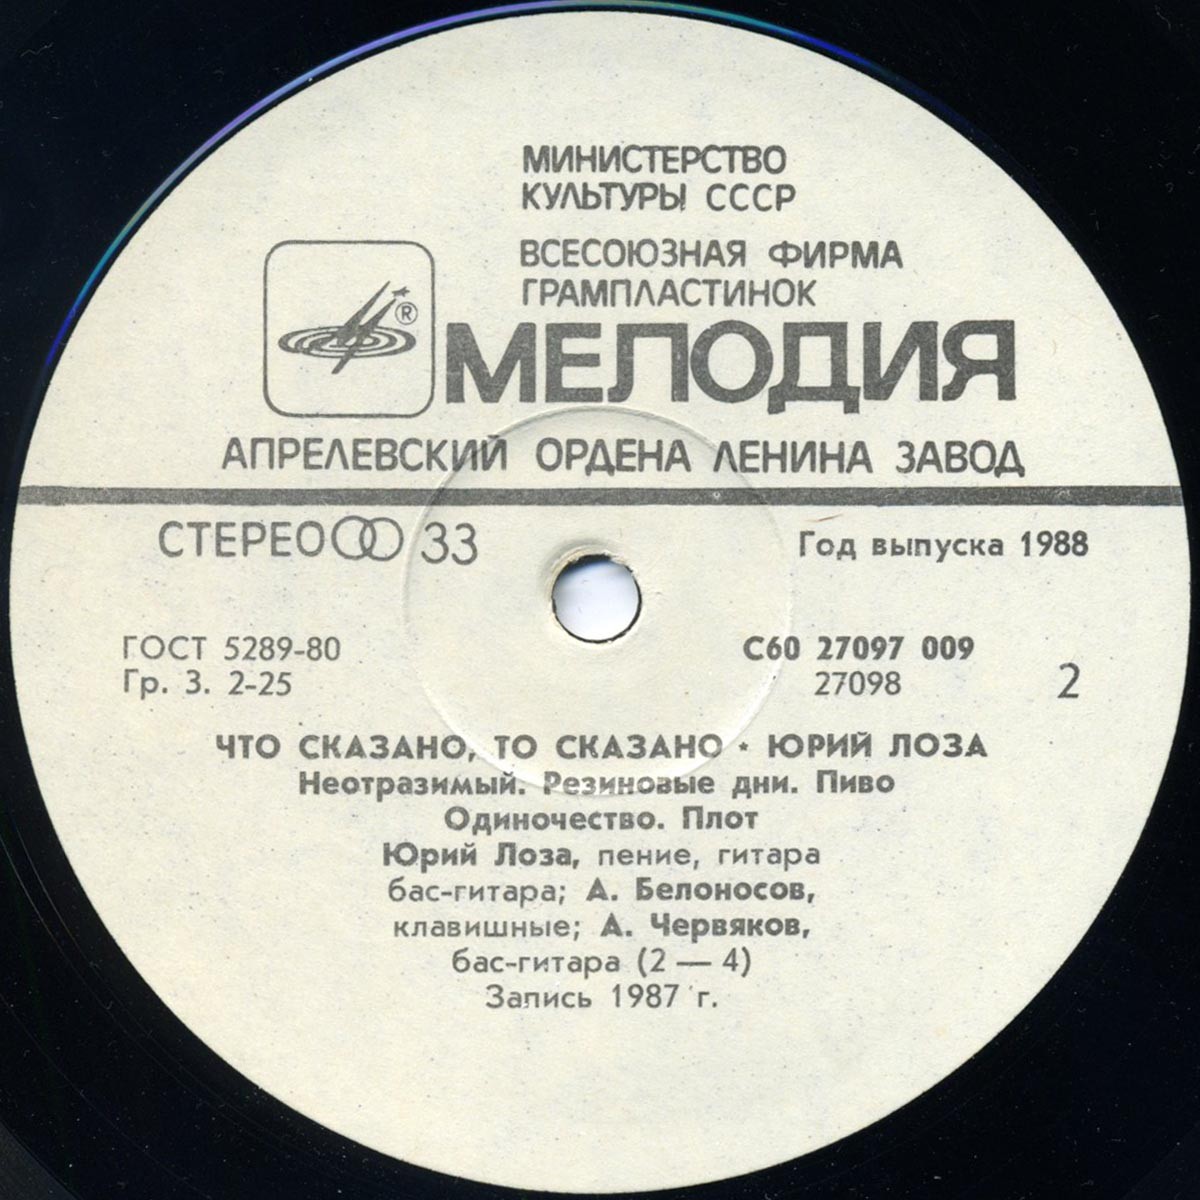 МИНИСТЕРСТВО
КУЛЬТУРЫ СССР
ВСЕСОЮЗНАЯ ФИРМА
ГРАМПЛАСТИНОК
®
МЕЛОДИЯ
АПРЕЛЕВСКИЙ ОРДЕНА ЛЕНИНА ЗАВОД
СТЕРЕО 33
Год выпуска 1988
ГОСТ 5289-80
Гр. 3. 2-25
С60 27097 009
27098
2
ЧТО СКАЗАНО, ТО СКАЗАНО * ЮРИЙ ЛОЗА
Неотразимый. Резиновые дни. Пиво
Одиночество. Плот
Юрий Лоза, пение, гитара
бас-гитара; А. Белоносов,
клавишные; А. Червяков,
бас-гитара (2 — 4)
Запись 1987 г.